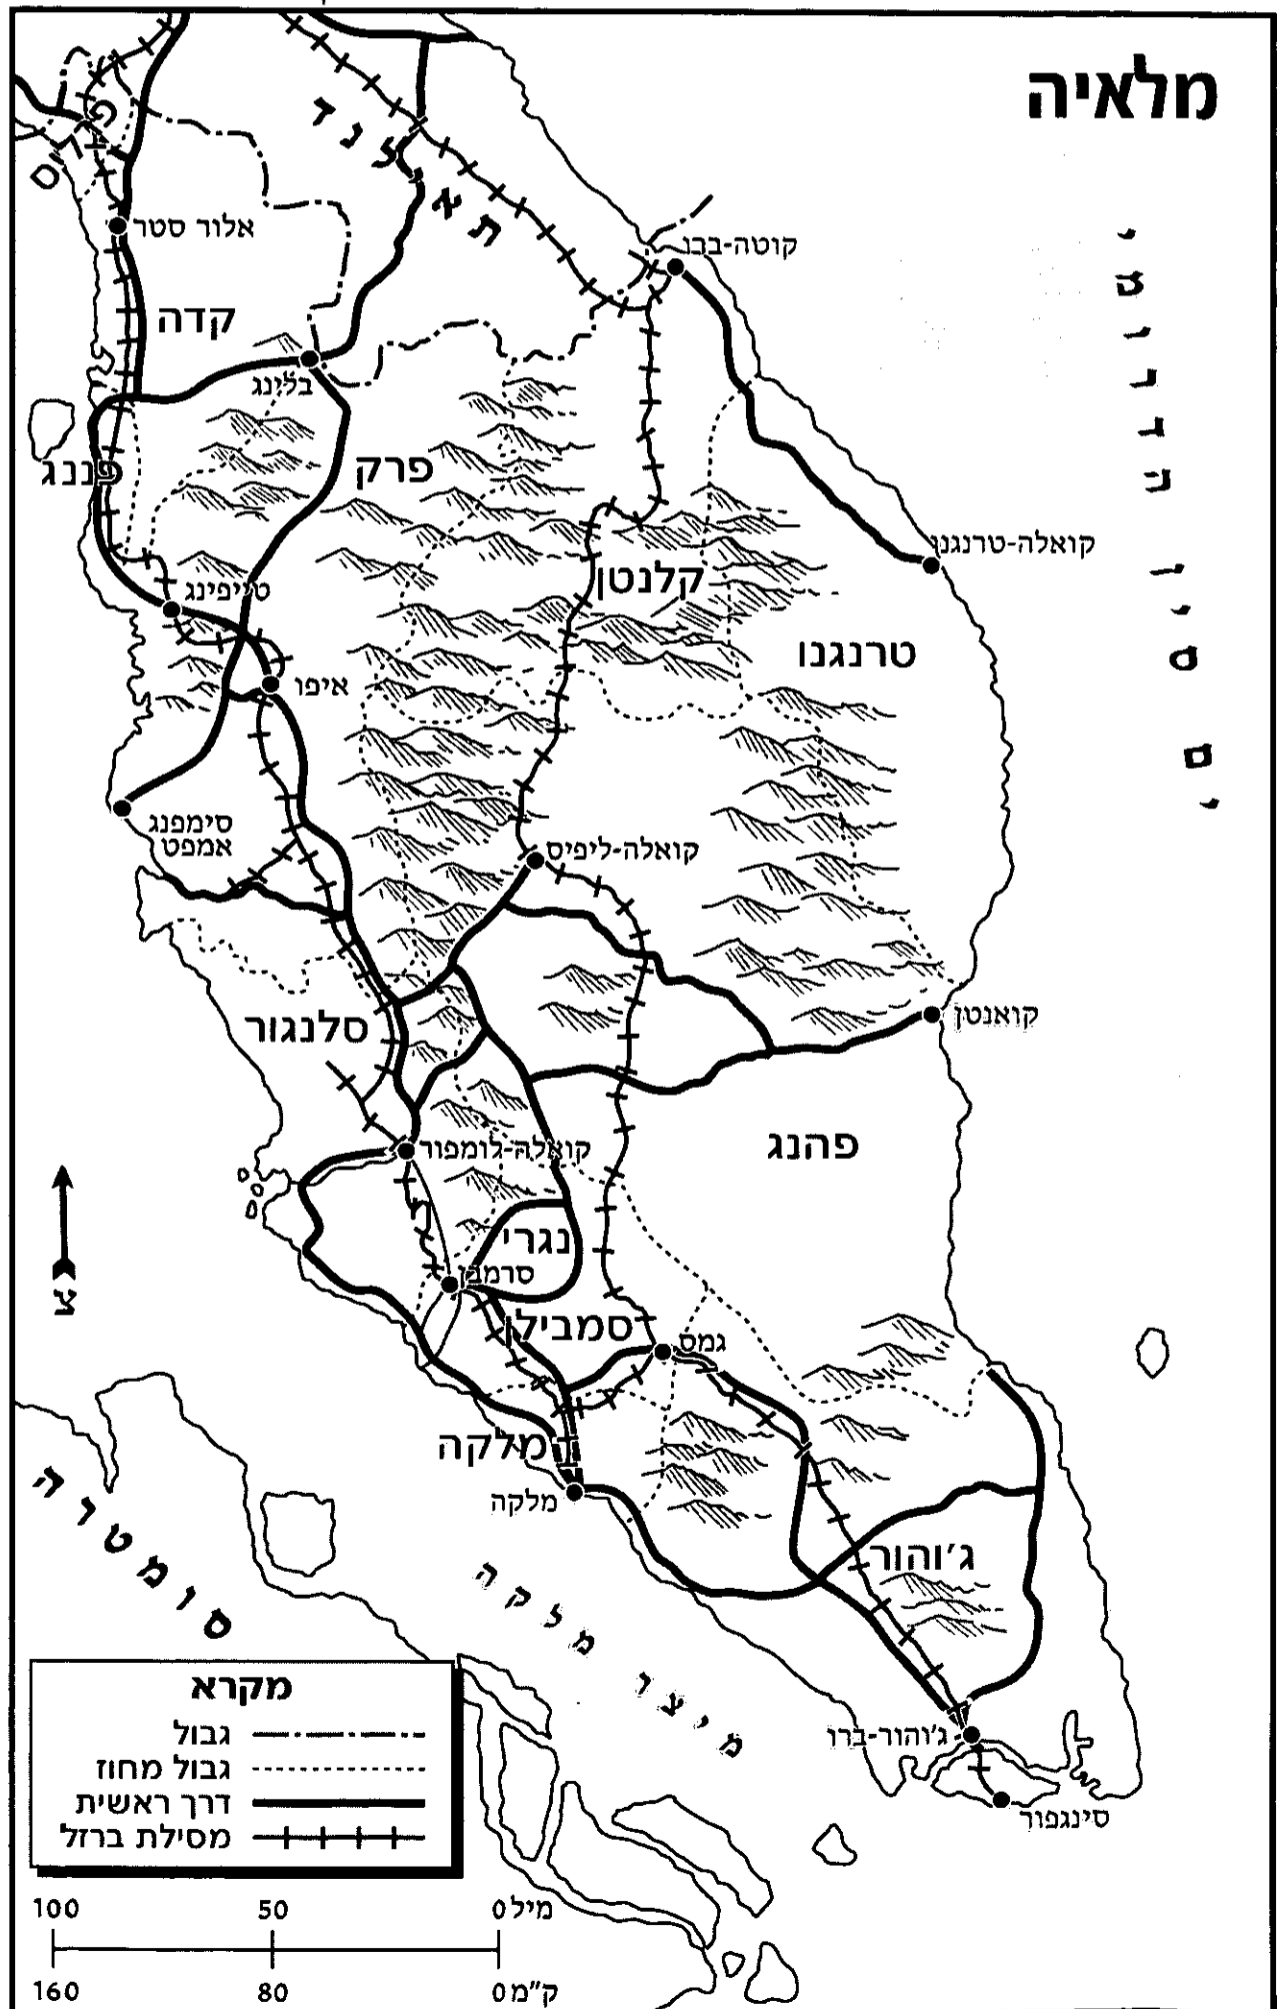 מלאיה
פרליס
תאילנד
אלור סטר
קוטה-ברו
קדה
בלינג
פננג
פרק
קלנטן
קואלה-טרנגנו
טרנגנו
טייפינג
איפו
ים סין הדרומי
סימפנג
אמפט
קואלה-ליפיס
קואנטן
סלנגור
פהנג
קואלה-לומפור
נגרי
סרמבן
סמבילן
גמס
צ
מלקה
מלקה
סומטרה
מיצר מלקה
ג'והור
ג'והור-ברו
סינגפור
מקרא
גבול
גבול מחוז
דרך ראשית
מסילת ברזל
100 50 0 מיל
160 80 0 ק"מ